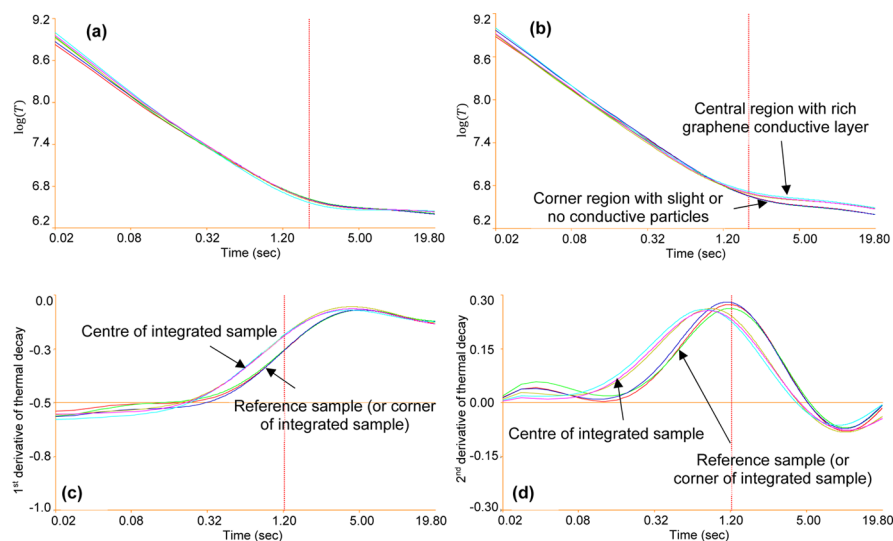 (a)
log(T)
9.2
8.6
8.0
7.4
6.8
6.2
0.02 0.08 0.32 1.20 5.00 19.80
Time (sec)
(b)
log(T)
9.2
8.6
8.0
7.4
6.8
6.2
Central region with rich
graphene conductive layer
Corner region with slight or
no conductive particles
0.02 0.08 0.32 1.20 5.00 19.80
Time (sec)
(c)
1st derivative of thermal decay
0.0
-0.3
-0.5
-0.8
-1.0
Centre of integrated sample
Reference sample (or corner
of integrated sample)
0.02 0.08 0.32 1.20 5.00 19.80
Time (sec)
(d)
2nd derivative of thermal decay
0.30
0.15
0.00
-0.15
-0.30
Centre of integrated sample
Reference sample (or
corner of integrated sample)
0.02 0.08 0.32 1.20 5.00 19.80
Time (sec)